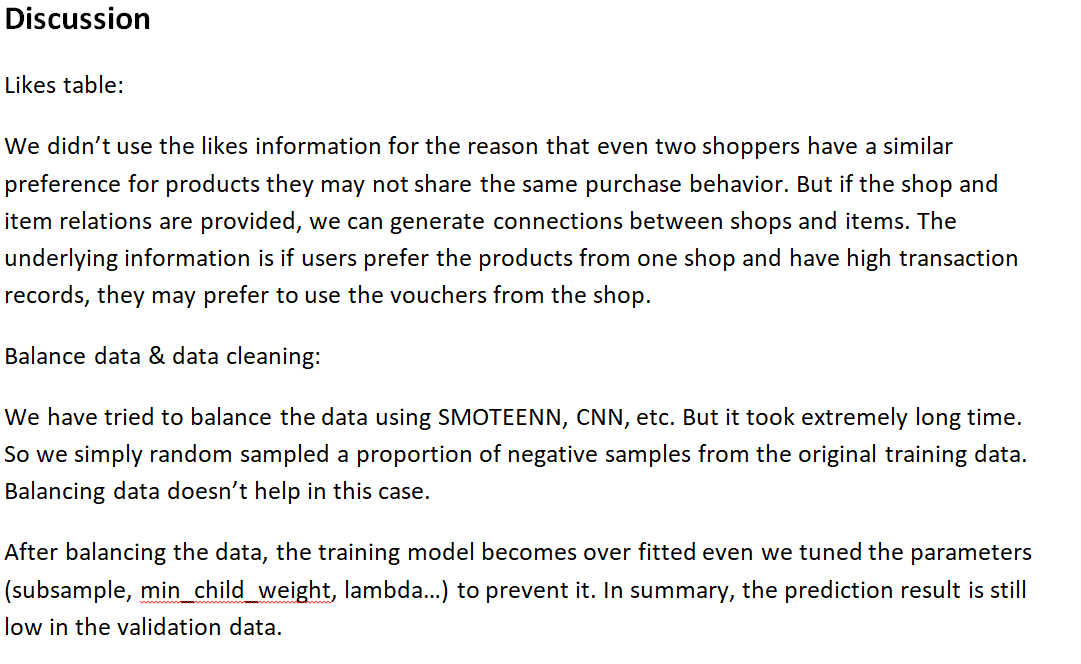 Discussion
Likes table:
We didn’t use the likes information for the reason that even two shoppers have a similar
preference for products they may not share the same purchase behavior. But if the shop and
item relations are provided, we can generate connections between shops and items. The
underlying information is if users prefer the products from one shop and have high transaction
records, they may prefer to use the vouchers from the shop.
Balance data & data cleaning:
We have tried to balance the data using SMOTEENN, CNN, etc. But it took extremely long time.
So we simply random sampled a proportion of negative samples from the original training data.
Balancing data doesn’t help in this case.
After balancing the data, the training model becomes over fitted even we tuned the parameters
(subsample, min_child_weight, lambda…) to prevent it. In summary, the prediction result is still
low in the validation data.